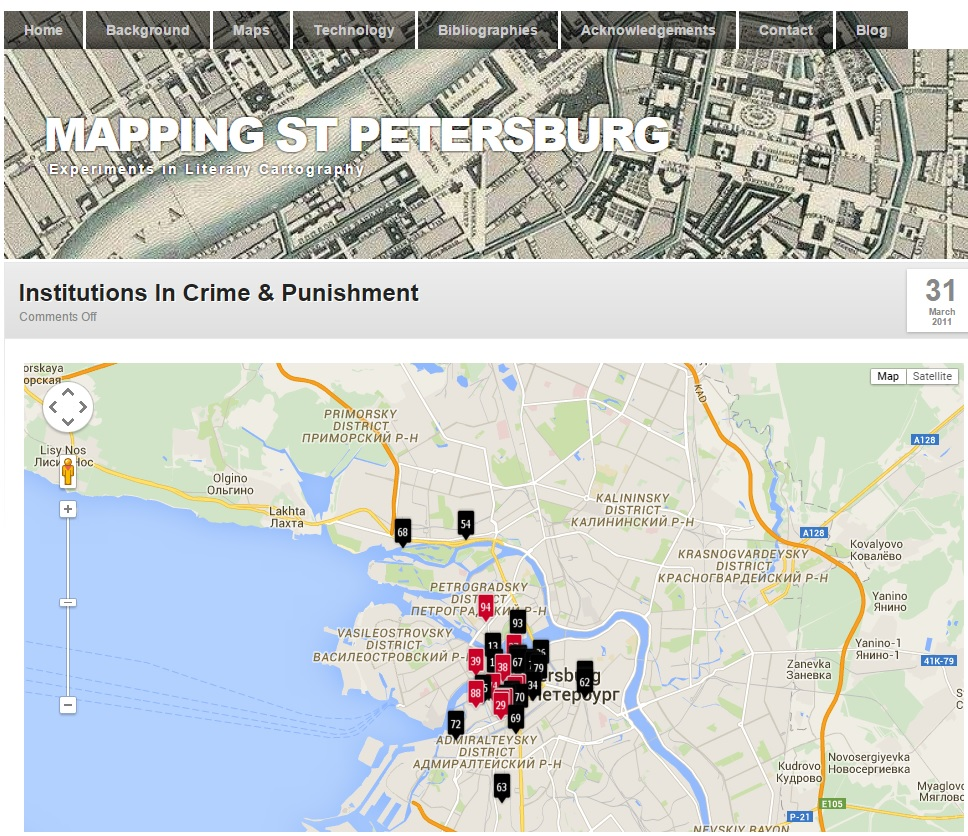 Home Background Maps Technology Bibliographies Acknowledgements Contact Blog
MAPPING ST PETERSBURG
Experiments in Literary Cartography
Institutions In Crime & Punishment
Comments Off
31
March
2011
Map Satellite
orskaya
орская
PRIMORSKY
DISTRICT
ПРИМОРСКИЙ Р-Н
KAD
A128
Lisy Nos
Лисий Нос
Olgino
Ольгино
Lakhta
Лахта
KALININSKY
DISTRICT
КАЛИНИНСКИЙ Р-Н
68
54
A128
Kovalyovo
Ковалёво
KRASNOGVARDEYSKY
DISTRICT
КРАСНОГВАРДЕЙСКИЙ Р-Н
PETROGRADSKY
DISTRICT
ПЕТРОГРАДСКИЙ Р-Н
94
93
Yanino
Янино
VASILEOSTROVSKY
DISTRICT
ВАСИЛЕОСТРОВСКИЙ Р-Н
13
39
38
67
79
Yanino-1
Янино-1
41K-79
Zanevka
Заневка
ersburg
етербург
62
34
88
70
29
69
72
ADMIRALTEYSKY
DISTRICT
АДМИРАЛТЕЙСКИЙ Р-Н
63
Kudrovo
Кудрово
Novosergiyevka
Новосергиевка
Myaglovo
Мяглово
E105
P-21
NEVSKIY RAYON